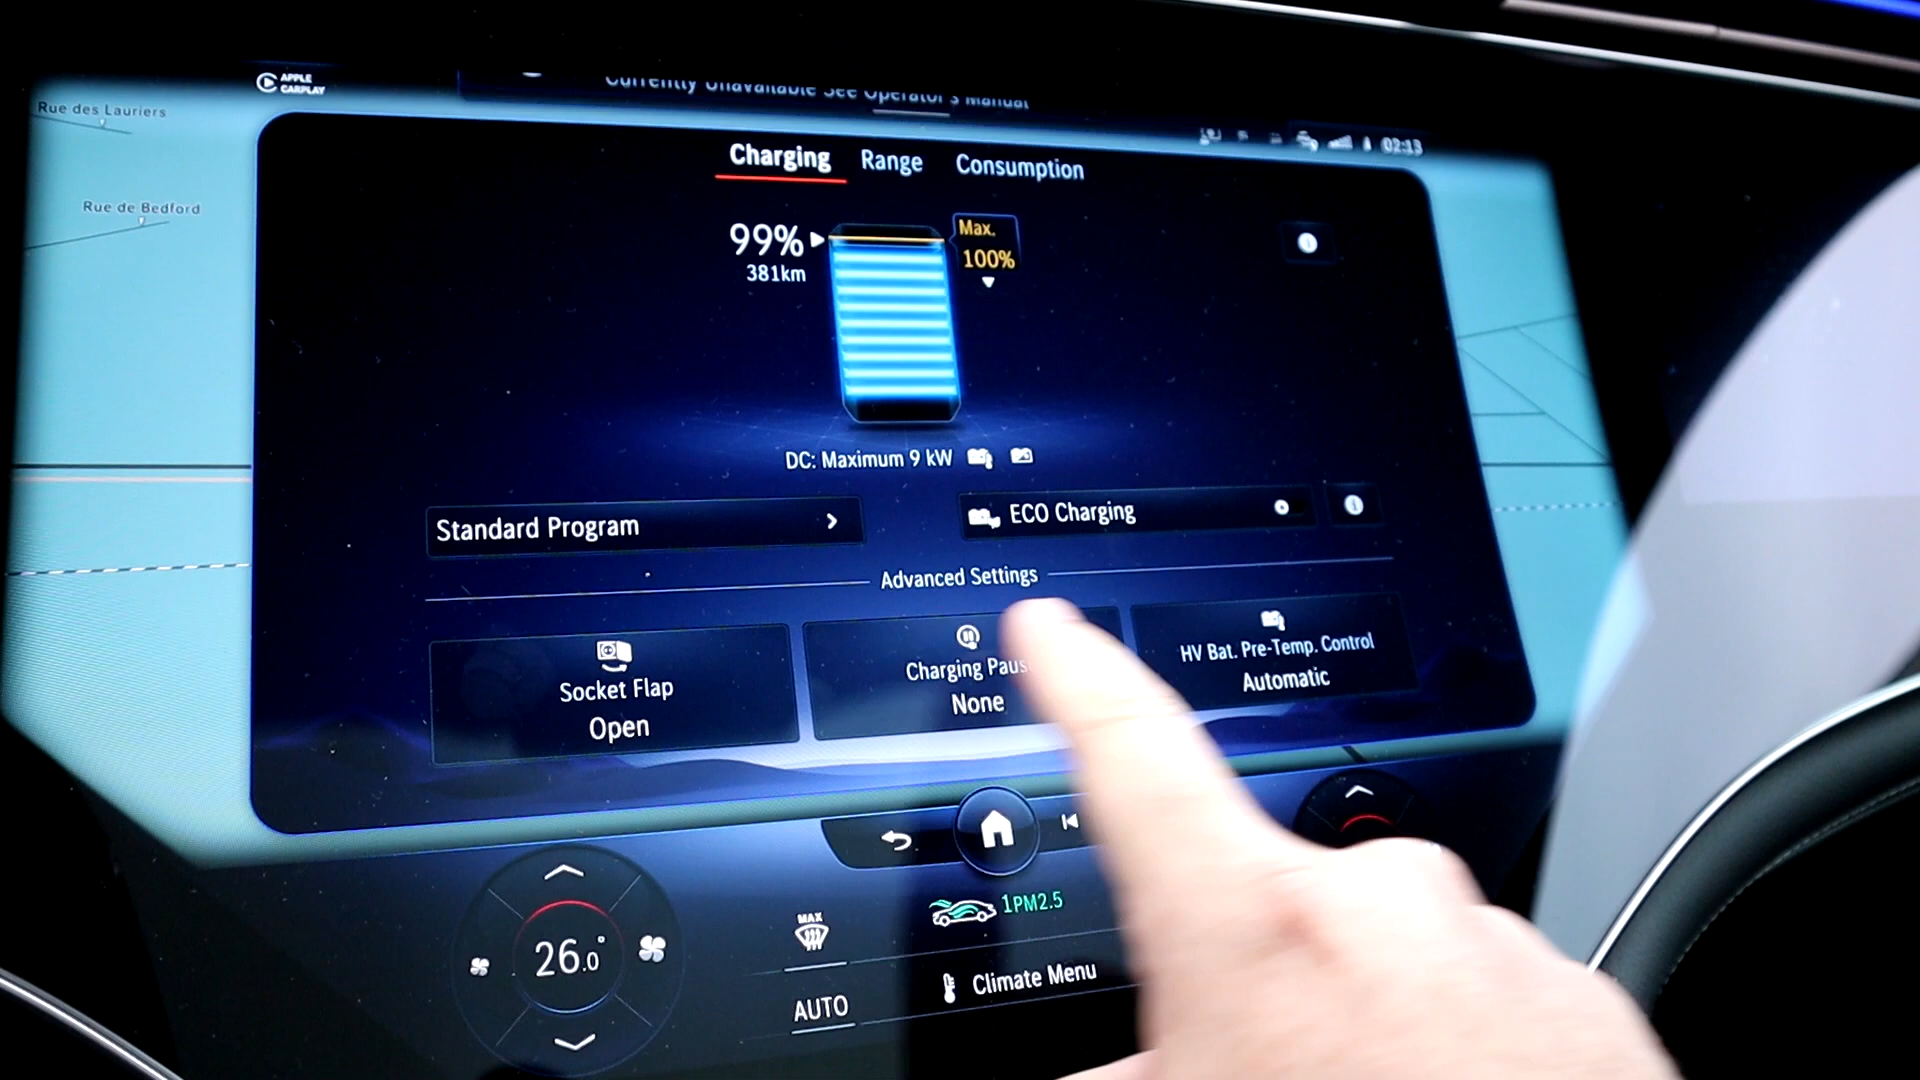 APPLE
CARPLAY
Currently Unavailable See Operator's Manual
Rue des Lauriers
02:13
Charging Range Consumption
Rue de Bedford
99%
381km
Max.
100%
DC: Maximum 9 kW
Standard Program
ECO Charging
Advanced Settings
Socket Flap
Open
Charging Paus
None
HV Bat. Pre-Temp. Control
Automatic
MAX
1PM2.5
26.0°
Climate Menu
AUTO